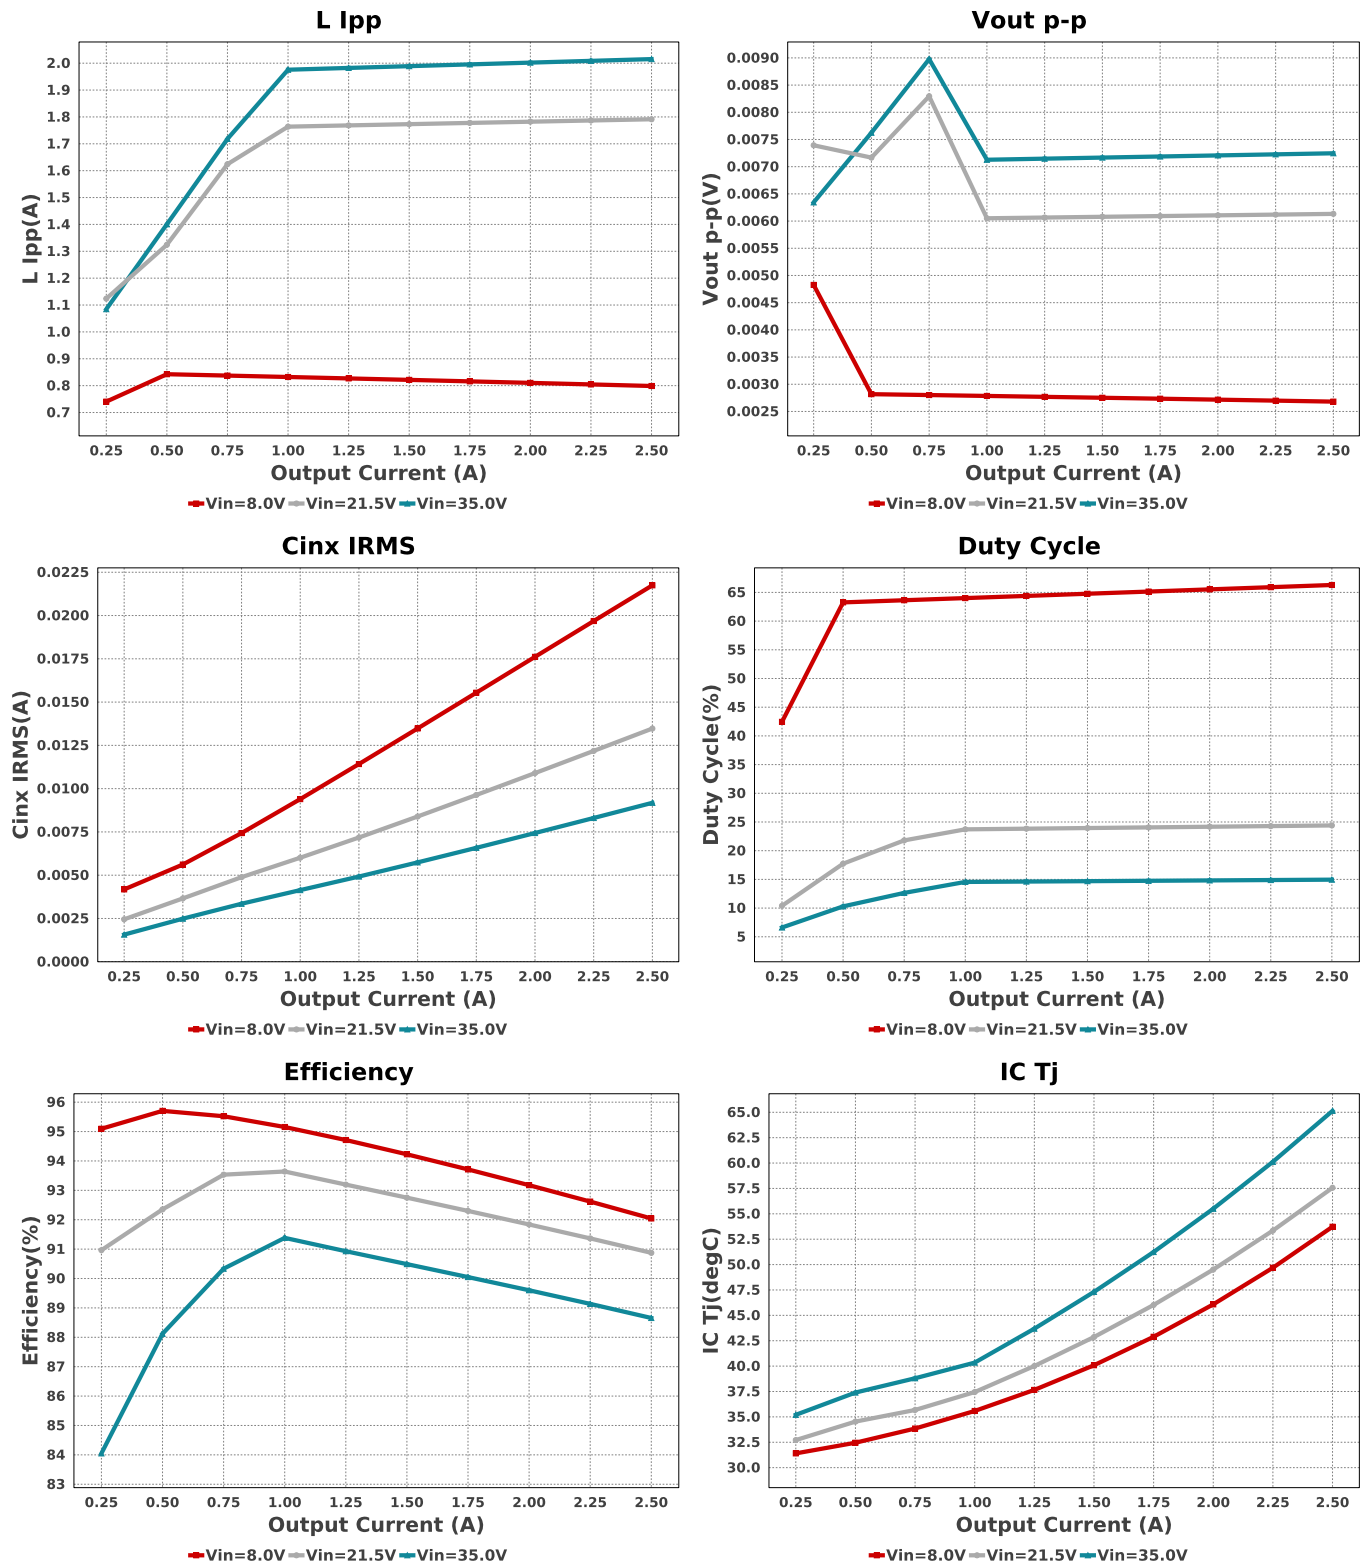 L Ipp
L Ipp(A)
2.0
1.9
1.8
1.7
1.6
1.5
1.4
1.3
1.2
1.1
1.0
0.9
0.8
0.7
0.25 0.50 0.75 1.00 1.25 1.50 1.75 2.00 2.25 2.50
Output Current (A)
Vin=8.0V Vin=21.5V Vin=35.0V
Vout p-p
Vout p-p(V)
0.0090
0.0085
0.0080
0.0075
0.0070
0.0065
0.0060
0.0055
0.0050
0.0045
0.0040
0.0035
0.0030
0.0025
0.25 0.50 0.75 1.00 1.25 1.50 1.75 2.00 2.25 2.50
Output Current (A)
Vin=8.0V Vin=21.5V Vin=35.0V
Cinx IRMS
Cinx IRMS(A)
0.0225
0.0200
0.0175
0.0150
0.0125
0.0100
0.0075
0.0050
0.0025
0.0000
0.25 0.50 0.75 1.00 1.25 1.50 1.75 2.00 2.25 2.50
Output Current (A)
Vin=8.0V Vin=21.5V Vin=35.0V
Duty Cycle
Duty Cycle(%)
65
60
55
50
45
40
35
30
25
20
15
10
5
0.25 0.50 0.75 1.00 1.25 1.50 1.75 2.00 2.25 2.50
Output Current (A)
Vin=8.0V Vin=21.5V Vin=35.0V
Efficiency
Efficiency(%)
96
95
94
93
92
91
90
89
88
87
86
85
84
83
0.25 0.50 0.75 1.00 1.25 1.50 1.75 2.00 2.25 2.50
Output Current (A)
Vin=8.0V Vin=21.5V Vin=35.0V
IC Tj
IC Tj(degC)
65.0
62.5
60.0
57.5
55.0
52.5
50.0
47.5
45.0
42.5
40.0
37.5
35.0
32.5
30.0
0.25 0.50 0.75 1.00 1.25 1.50 1.75 2.00 2.25 2.50
Output Current (A)
Vin=8.0V Vin=21.5V Vin=35.0V